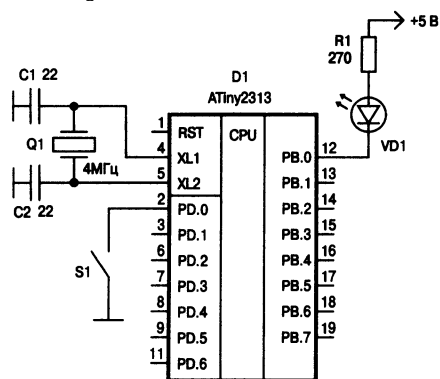 +5 В
R1
270
C1 22
D1
ATiny2313
1 RST CPU
Q1
4 XL1 PB.0 12
VD1
4МГц
5 XL2 PB.1 13
C2 22
2 PD.0 PB.2 14
3 PD.1 PB.3 15
S1
6 PD.2 PB.4 16
7 PD.3 PB.5 17
8 PD.4 PB.6 18
9 PD.5 PB.7 19
11 PD.6